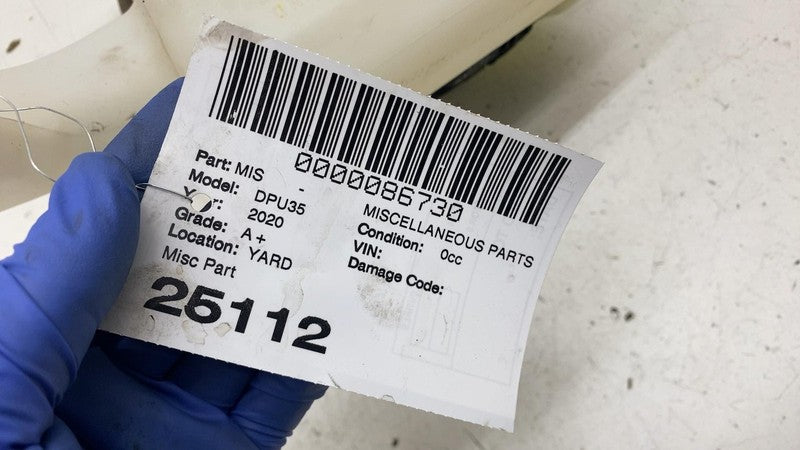 0000086730
Part: MIS - MISCELLANEOUS PARTS
Model: DPU35 Condition: 0cc
2020 VIN:
Grade: A+ Damage Code:
Location: YARD
Misc Part
25112